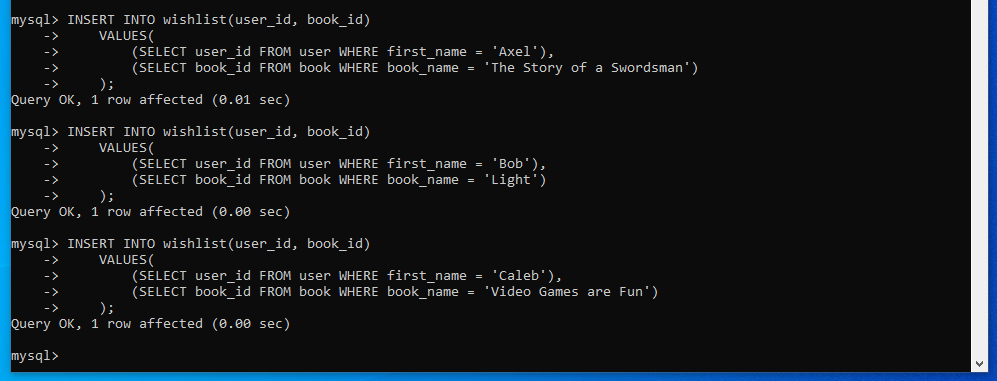 mysql> INSERT INTO wishlist(user_id, book_id)
    ->     VALUES(
    ->         (SELECT user_id FROM user WHERE first_name = 'Axel'),
    ->         (SELECT book_id FROM book WHERE book_name = 'The Story of a Swordsman')
    ->     );
Query OK, 1 row affected (0.01 sec)

mysql> INSERT INTO wishlist(user_id, book_id)
    ->     VALUES(
    ->         (SELECT user_id FROM user WHERE first_name = 'Bob'),
    ->         (SELECT book_id FROM book WHERE book_name = 'Light')
    ->     );
Query OK, 1 row affected (0.00 sec)

mysql> INSERT INTO wishlist(user_id, book_id)
    ->     VALUES(
    ->         (SELECT user_id FROM user WHERE first_name = 'Caleb'),
    ->         (SELECT book_id FROM book WHERE book_name = 'Video Games are Fun')
    ->     );
Query OK, 1 row affected (0.00 sec)

mysql>